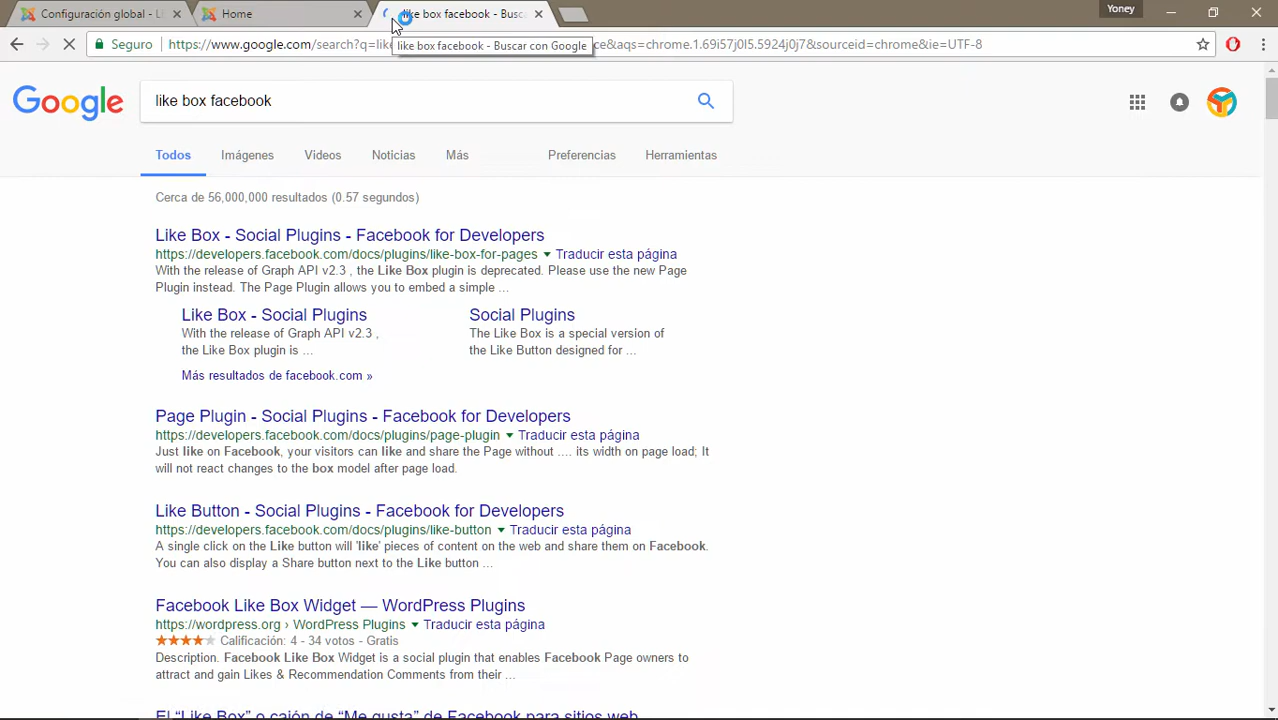 Configuración global - 
Home
like box facebook - Busc
Yoney
Seguro
https://www.google.com/search?q=like
&aqs=chrome.1.69i57j0l5.5924j0j7&sourceid=chrome&ie=UTF-8
like box facebook - Buscar con Google
Google
like box facebook
Todos
Imágenes
Videos
Noticias
Más
Preferencias
Herramientas
Cerca de 56,000,000 resultados (0.57 segundos)
Like Box - Social Plugins - Facebook for Developers
https://developers.facebook.com/docs/plugins/like-box-for-pages ▼ Traducir esta página
With the release of Graph API v2.3 , the Like Box plugin is deprecated. Please use the new Page
Plugin instead. The Page Plugin allows you to embed a simple ...
Like Box - Social Plugins
With the release of Graph API v2.3 ,
the Like Box plugin is ...
Social Plugins
The Like Box is a special version of
the Like Button designed for ...
Más resultados de facebook.com »
Page Plugin - Social Plugins - Facebook for Developers
https://developers.facebook.com/docs/plugins/page-plugin ▼ Traducir esta página
Just like on Facebook, your visitors can like and share the Page without .... its width on page load; It
will not react changes to the box model after page load.
Like Button - Social Plugins - Facebook for Developers
https://developers.facebook.com/docs/plugins/like-button ▼ Traducir esta página
A single click on the Like button will 'like' pieces of content on the web and share them on Facebook.
You can also display a Share button next to the Like button ...
Facebook Like Box Widget — WordPress Plugins
https://wordpress.org › WordPress Plugins ▼ Traducir esta página
★★★★★ Calificación: 4 - 34 votos - Gratis
Description. Facebook Like Box Widget is a social plugin that enables Facebook Page owners to
attract and gain Likes & Recommendation Comments from their ...
El “Like Box” o cajón de “Me gusta” de Facebook para sitios web